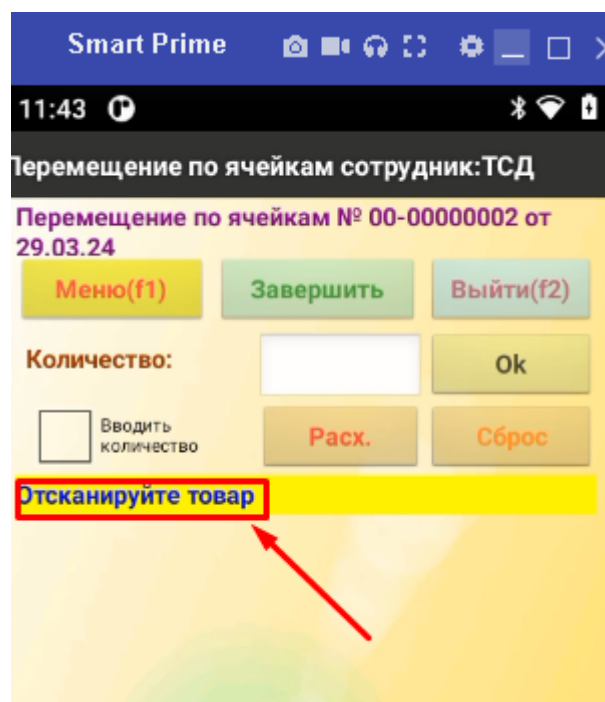 Smart Prime
11:43
Перемещение по ячейкам сотрудник:ТСД
Перемещение по ячейкам № 00-00000002 от
29.03.24
Меню(f1) Завершить Выйти(f2)
Количество: Ok
Вводить
количество
Расх. Сброс
Отсканируйте товар